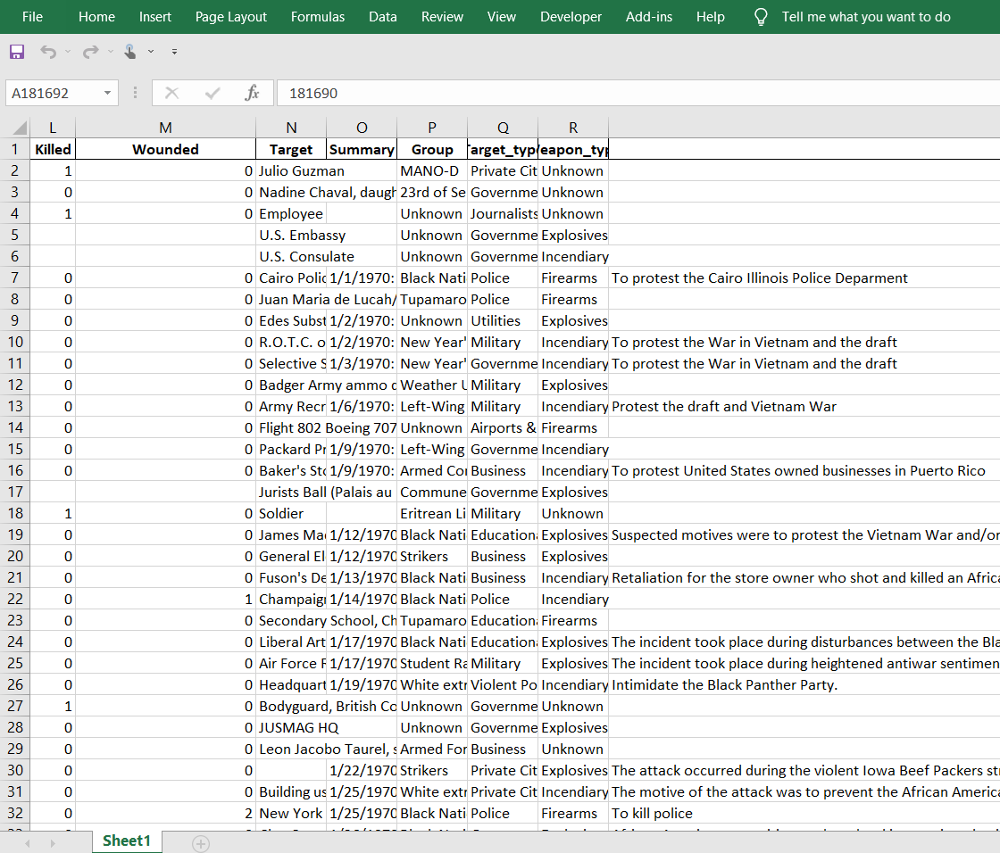 File Home Insert Page Layout Formulas Data Review View Developer Add-ins Help Tell me what you want to do
A181692 fx 181690
L M N O P Q R
1 Killed Wounded Target Summary Group Target_type Weapon_typ
2 1 0 Julio Guzman MANO-D Private Cit Unknown
3 0 0 Nadine Chaval, daugh 23rd of Se Governme Unknown
4 1 0 Employee Unknown Journalists Unknown
5 U.S. Embassy Unknown Governme Explosives
6 U.S. Consulate Unknown Governme Incendiary
7 0 0 Cairo Polic 1/1/1970: Black Nati Police Firearms To protest the Cairo Illinois Police Deparment
8 0 0 Juan Maria de Lucah/ Tupamaro Police Firearms
9 0 0 Edes Subst 1/2/1970: Unknown Utilities Explosives
10 0 0 R.O.T.C. o 1/2/1970: New Year' Military Incendiary To protest the War in Vietnam and the draft
11 0 0 Selective S 1/3/1970: New Year' Governme Incendiary To protest the War in Vietnam and the draft
12 0 0 Badger Army ammo d Weather U Military Explosives
13 0 0 Army Recr 1/6/1970: Left-Wing Military Incendiary Protest the draft and Vietnam War
14 0 0 Flight 802 Boeing 707 Unknown Airports & Firearms
15 0 0 Packard Pr 1/9/1970: Left-Wing Governme Incendiary
16 0 0 Baker's Sto 1/9/1970: Armed Con Business Incendiary To protest United States owned businesses in Puerto Rico
17 Jurists Ball (Palais au Commune Governme Explosives
18 1 0 Soldier Eritrean Li Military Unknown
19 0 0 James Mac 1/12/1970 Black Nati Educationa Explosives Suspected motives were to protest the Vietnam War and/or
20 0 0 General El 1/12/1970 Strikers Business Explosives
21 0 0 Fuson's De 1/13/1970 Black Nati Business Incendiary Retaliation for the store owner who shot and killed an Africa
22 0 1 Champaig 1/14/1970 Black Nati Police Incendiary
23 0 0 Secondary School, Ch Tupamaro Educationa Firearms
24 0 0 Liberal Art 1/17/1970 Black Nati Educationa Explosives The incident took place during disturbances between the Bla
25 0 0 Air Force R 1/17/1970 Student Ra Military Explosives The incident took place during heightened antiwar sentimen
26 0 0 Headquart 1/19/1970 White extr Violent Po Incendiary Intimidate the Black Panther Party.
27 1 0 Bodyguard, British Co Unknown Governme Unknown
28 0 0 JUSMAG HQ Unknown Governme Explosives
29 0 0 Leon Jacobo Taurel, s Armed For Business Unknown
30 0 0 1/22/1970 Strikers Private Cit Explosives The attack occurred during the violent Iowa Beef Packers str
31 0 0 Building us 1/25/1970 White extr Private Cit Incendiary The motive of the attack was to prevent the African America
32 0 2 New York 1/25/1970 Black Nati Police Firearms To kill police
Sheet1